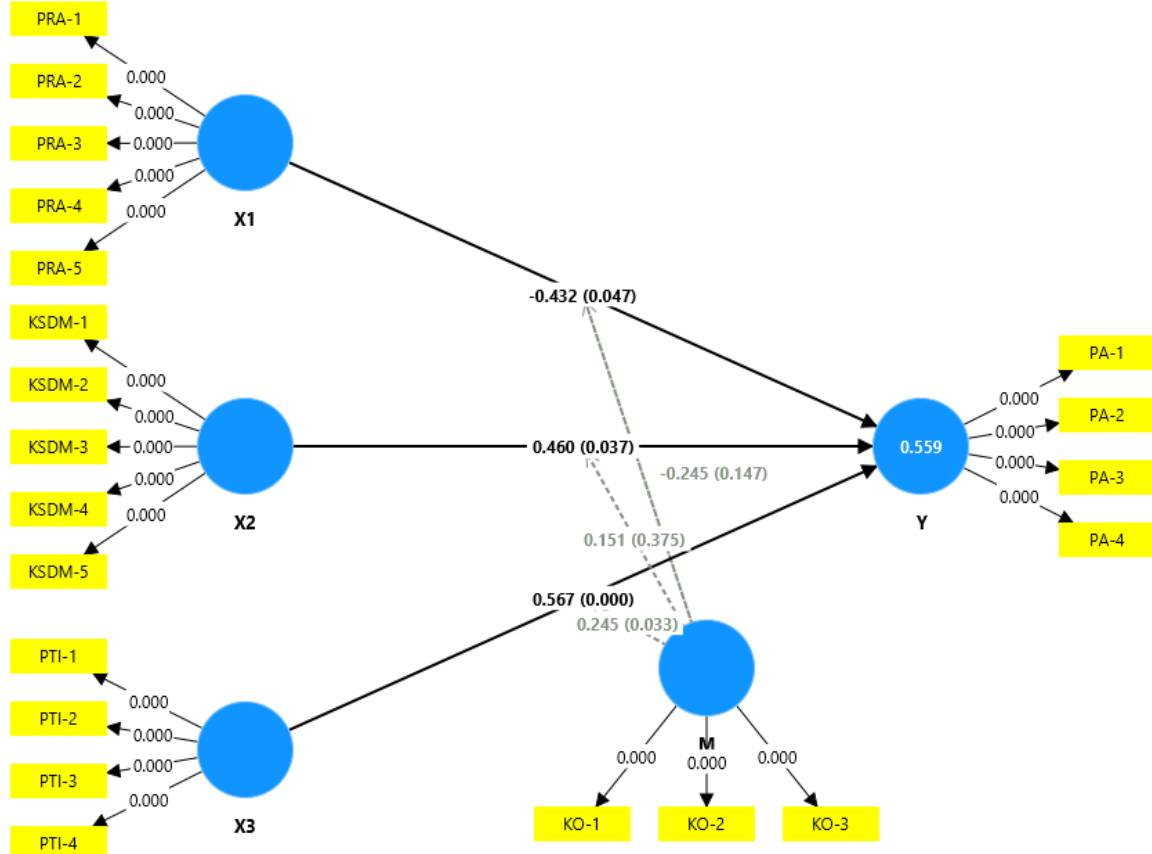 PRA-1
0.000
PRA-2
0.000
PRA-3
0.000
0.000
PRA-4
0.000
PRA-5
X1
-0.432 (0.047)
KSDM-1
0.000
KSDM-2
0.000
KSDM-3
0.000
0.000
KSDM-4
0.000
KSDM-5
X2
0.460 (0.037)
-0.245 (0.147)
0.151 (0.375)
0.567 (0.000)
0.245 (0.033)
PTI-1
0.000
PTI-2
0.000
PTI-3
0.000
0.000
PTI-4
X3
0.559
Y
PA-1
0.000
PA-2
0.000
0.000
PA-3
0.000
PA-4
M
0.000
0.000
0.000
KO-1
KO-2
KO-3